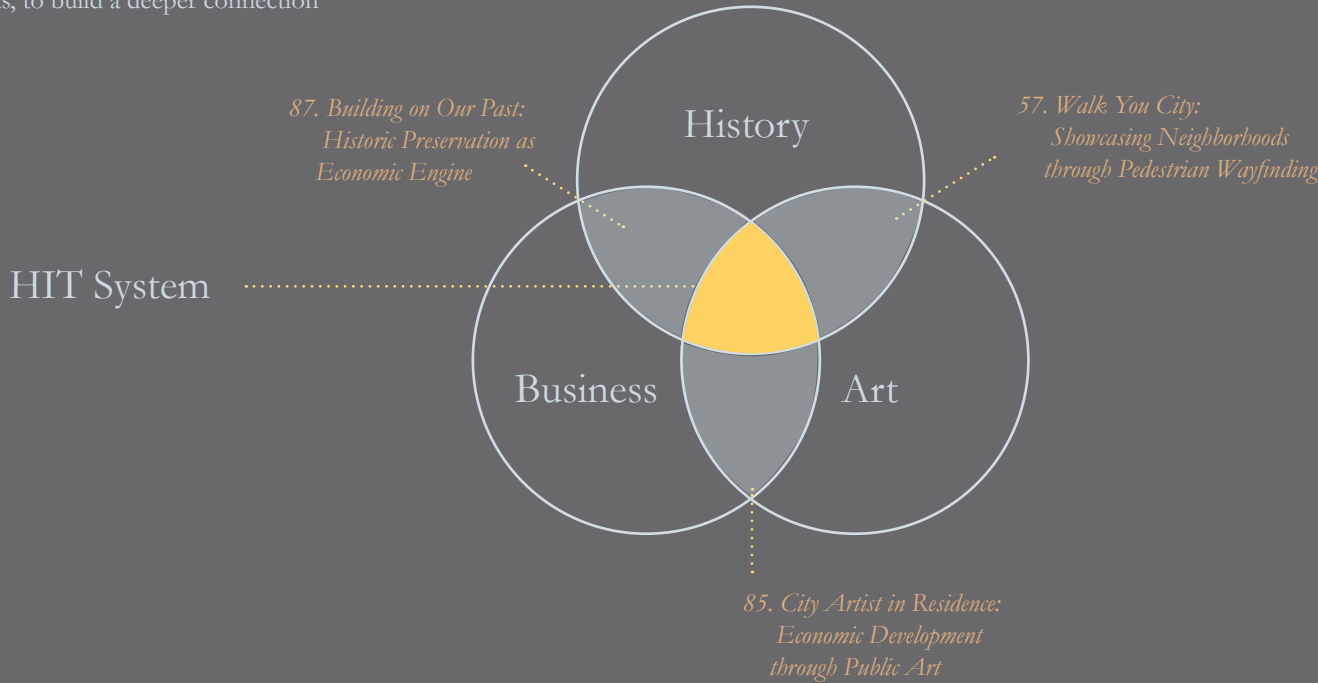 to build a deeper connection
History
87. Building on Our Past:
Historic Preservation as
Economic Engine
57. Walk You City:
Showcasing Neighborhoods
through Pedestrian Wayfinding
HIT System
Business
Art
85. City Artist in Residence:
Economic Development
through Public Art